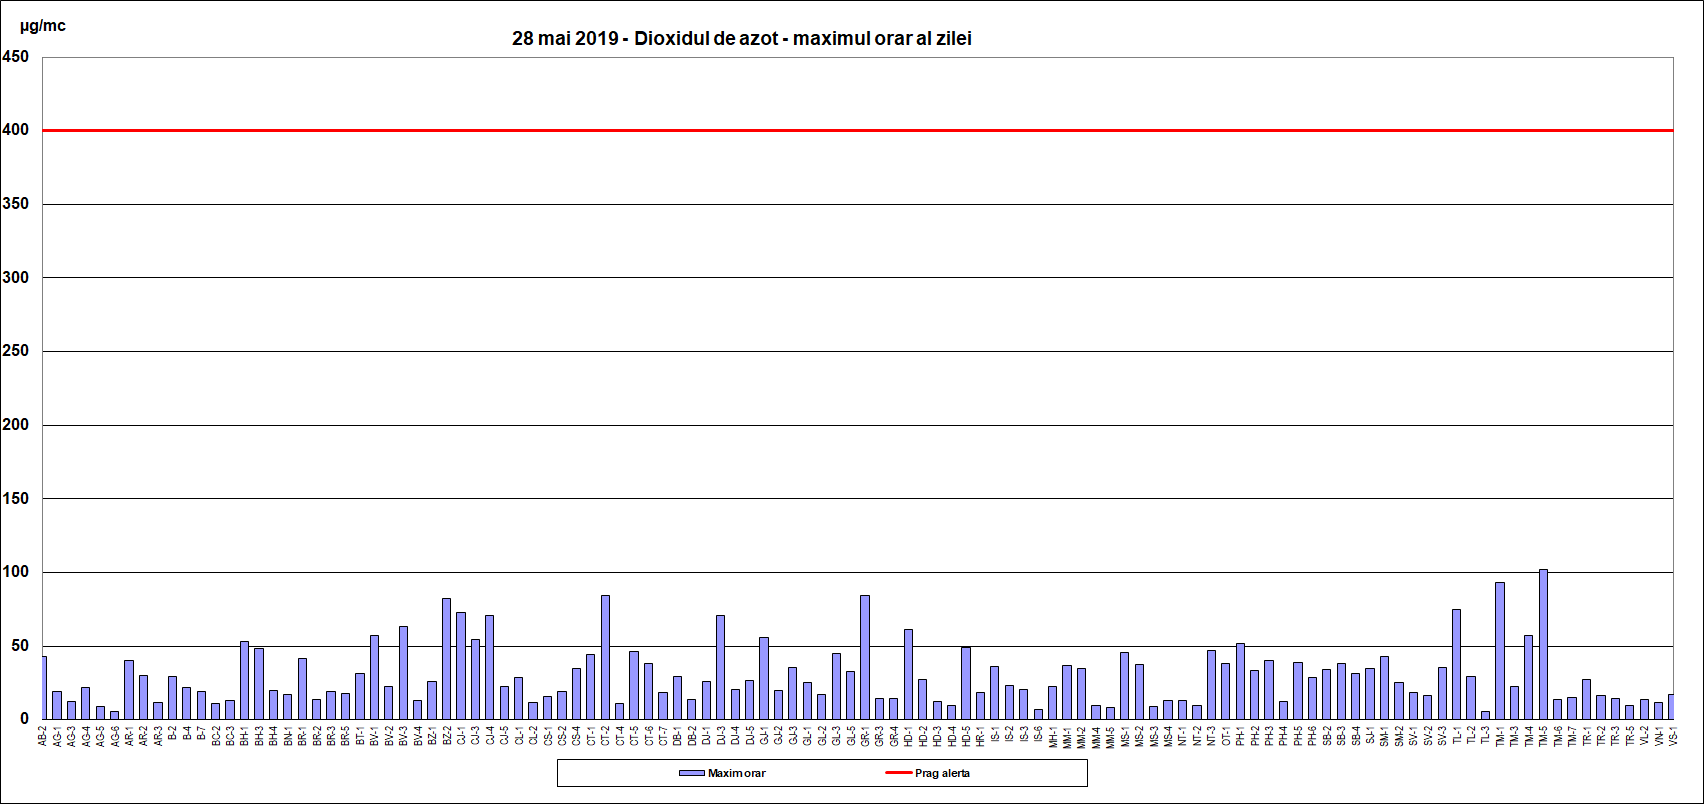 µg/mc
28 mai 2019 - Dioxidul de azot - maximul orar al zilei
450
400
350
300
250
200
150
100
50
0
AB-2 AG-1 AG-3 AG-4 AG-5 AG-6 AR-1 AR-2 AR-3 B-2 B-4 B-7 BC-2 BC-3 BH-1 BH-3 BH-4 BN-1 BR-1 BR-2 BR-3 BR-5 BT-1 BV-1 BV-2 BV-3 BV-4 BZ-1 BZ-2 CJ-1 CJ-3 CJ-4 CJ-5 CL-1 CL-2 CS-1 CS-2 CS-4 CT-1 CT-2 CT-4 CT-5 CT-6 CT-7 DB-1 DB-2 DJ-1 DJ-3 DJ-4 DJ-5 GJ-1 GJ-2 GJ-3 GL-1 GL-2 GL-3 GL-5 GR-1 GR-3 GR-4 HD-1 HD-2 HD-3 HD-4 HD-5 HR-1 IS-1 IS-2 IS-3 IS-6 MH-1 MM-1 MM-2 MM-4 MM-5 MS-1 MS-2 MS-3 MS-4 NT-1 NT-2 NT-3 OT-1 PH-1 PH-2 PH-3 PH-4 PH-5 PH-6 SB-2 SB-3 SB-4 SJ-1 SM-1 SM-2 SV-1 SV-2 SV-3 TL-1 TL-2 TL-3 TM-1 TM-3 TM-4 TM-5 TM-6 TM-7 TR-1 TR-2 TR-3 TR-5 VL-2 VN-1 VS-1
Maxim orar Prag alerta